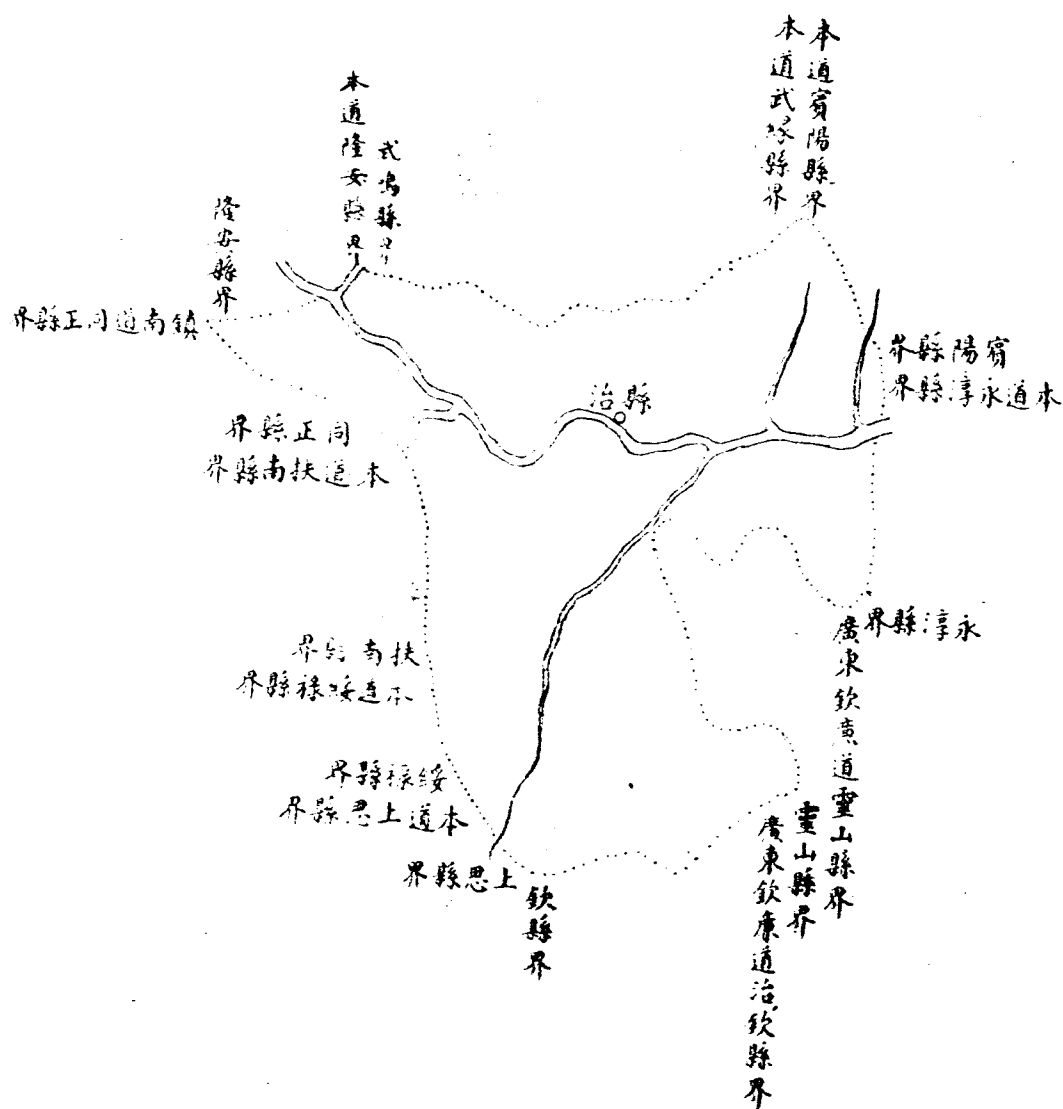 本道賓陽縣界
本道武緣縣界
武鳴縣界
本道隆安縣界
隆安縣界
鎮南道同正縣界
賓陽縣界
本道永淳縣界
縣治
同正縣界
本道扶南縣界
永淳縣界
廣東欽廉道靈山縣界
扶南縣界
本道綏祿縣界
綏祿縣界
本道上思縣界
靈山縣界
廣東欽廉道治欽縣界
上思縣界
欽縣界